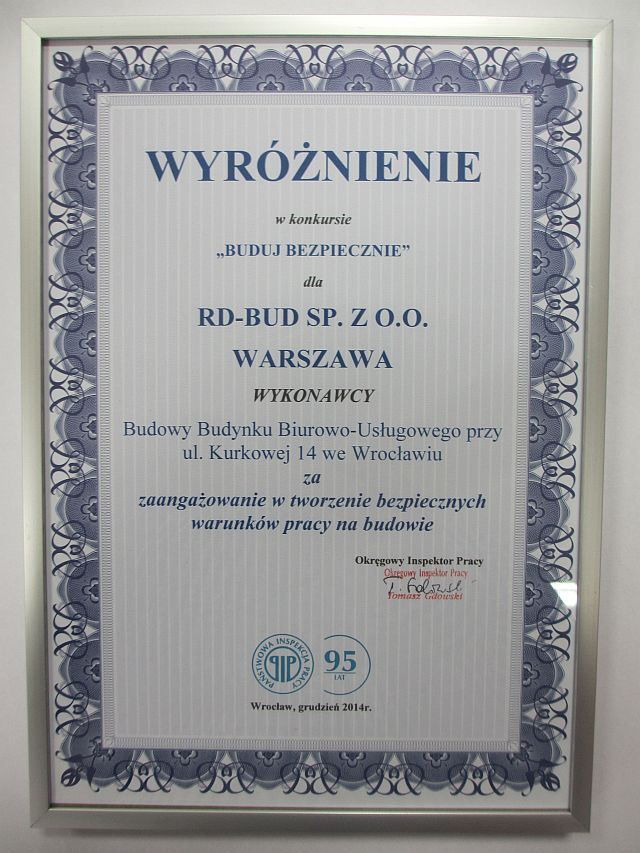 WYRÓŻNIENIE
w konkursie
„BUDUJ BEZPIECZNIE”
dla
RD-BUD SP. Z O.O.
WARSZAWA
WYKONAWCY
Budowy Budynku Biurowo-Usługowego przy
ul. Kurkowej 14 we Wrocławiu
za
zaangażowanie w tworzenie bezpiecznych
warunków pracy na budowie
Okręgowy Inspektor Pracy
Okręgowy Inspektor Pracy
Tomasz Gdowski
PAŃSTWOWA INSPEKCJA PRACY
PIP
95
LAT
Wrocław, grudzień 2014r.